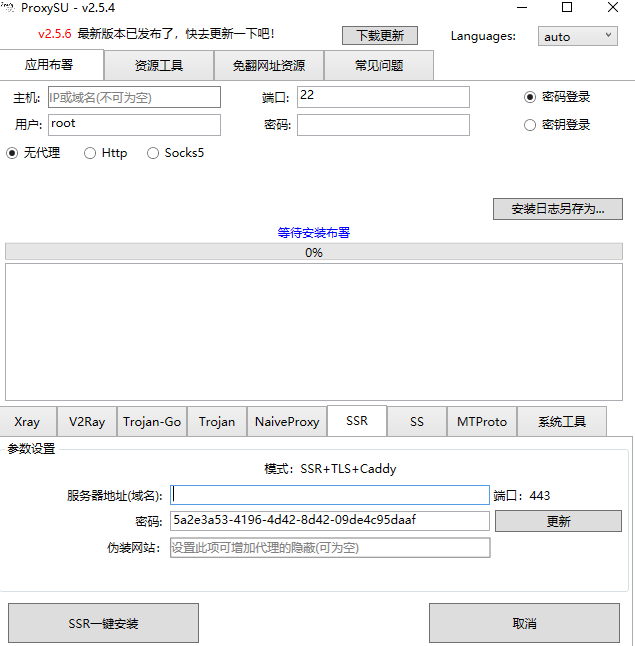 ProxySU - v2.5.4
v2.5.6 最新版本已发布了，快去更新一下吧！ 下载更新 Languages: auto
应用布署 资源工具 免翻网址资源 常见问题
主机: IP或域名(不可为空) 端口: 22 密码登录
用户: root 密码: 密钥登录
无代理 Http Socks5
安装日志另存为...
等待安装布署
0%
Xray V2Ray Trojan-Go Trojan NaiveProxy SSR SS MTProto 系统工具
参数设置
模式：SSR+TLS+Caddy
服务器地址(域名): 端口：443
密码: 5a2e3a53-4196-4d42-8d42-09de4c95daaf 更新
伪装网站: 设置此项可增加代理的隐蔽(可为空)
SSR一键安装 取消